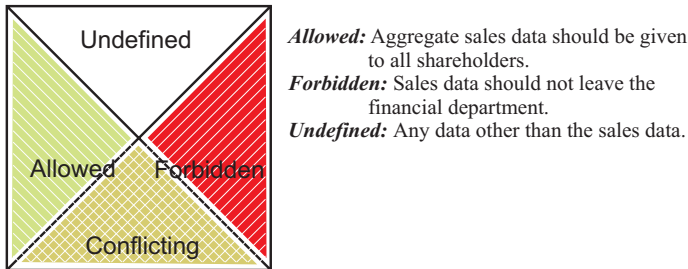 Undefined
Allowed
Forbidden
Conflicting
Allowed: Aggregate sales data should be given
to all shareholders.
Forbidden: Sales data should not leave the
financial department.
Undefined: Any data other than the sales data.